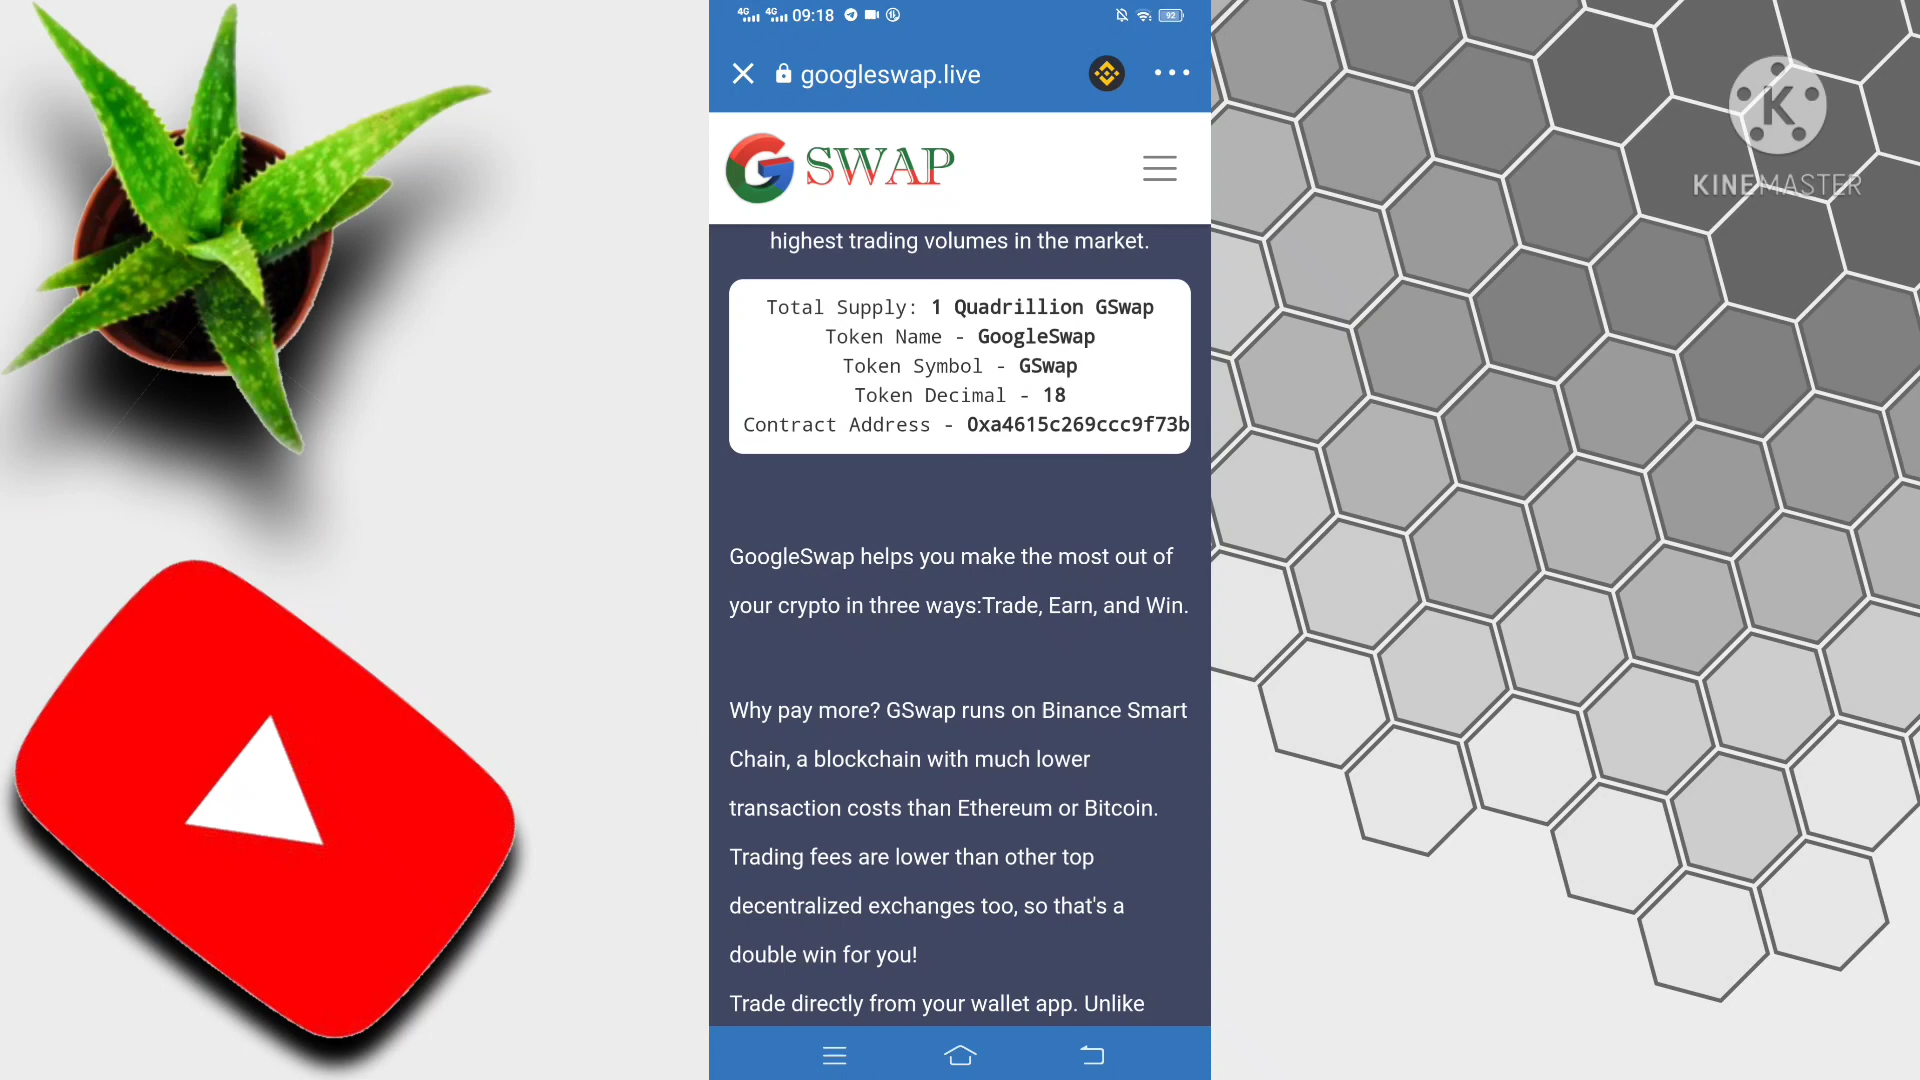 4G 4G 09:18 92
googleswap.live
G SWAP
highest trading volumes in the market.
Total Supply: 1 Quadrillion GSwap
Token Name - GoogleSwap
Token Symbol - GSwap
Token Decimal - 18
Contract Address - 0xa4615c269ccc9f73b
GoogleSwap helps you make the most out of
your crypto in three ways:Trade, Earn, and Win.
Why pay more? GSwap runs on Binance Smart
Chain, a blockchain with much lower
transaction costs than Ethereum or Bitcoin.
Trading fees are lower than other top
decentralized exchanges too, so that's a
double win for you!
Trade directly from your wallet app. Unlike
K
KINEMASTER